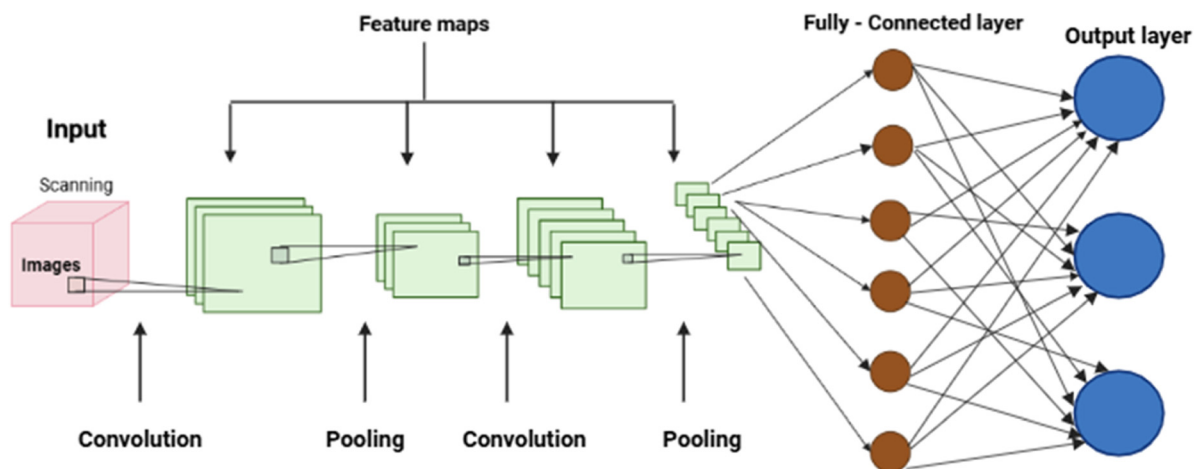 Feature maps
Fully - Connected layer
Output layer
Input
Scanning
Images
Convolution
Pooling
Convolution
Pooling